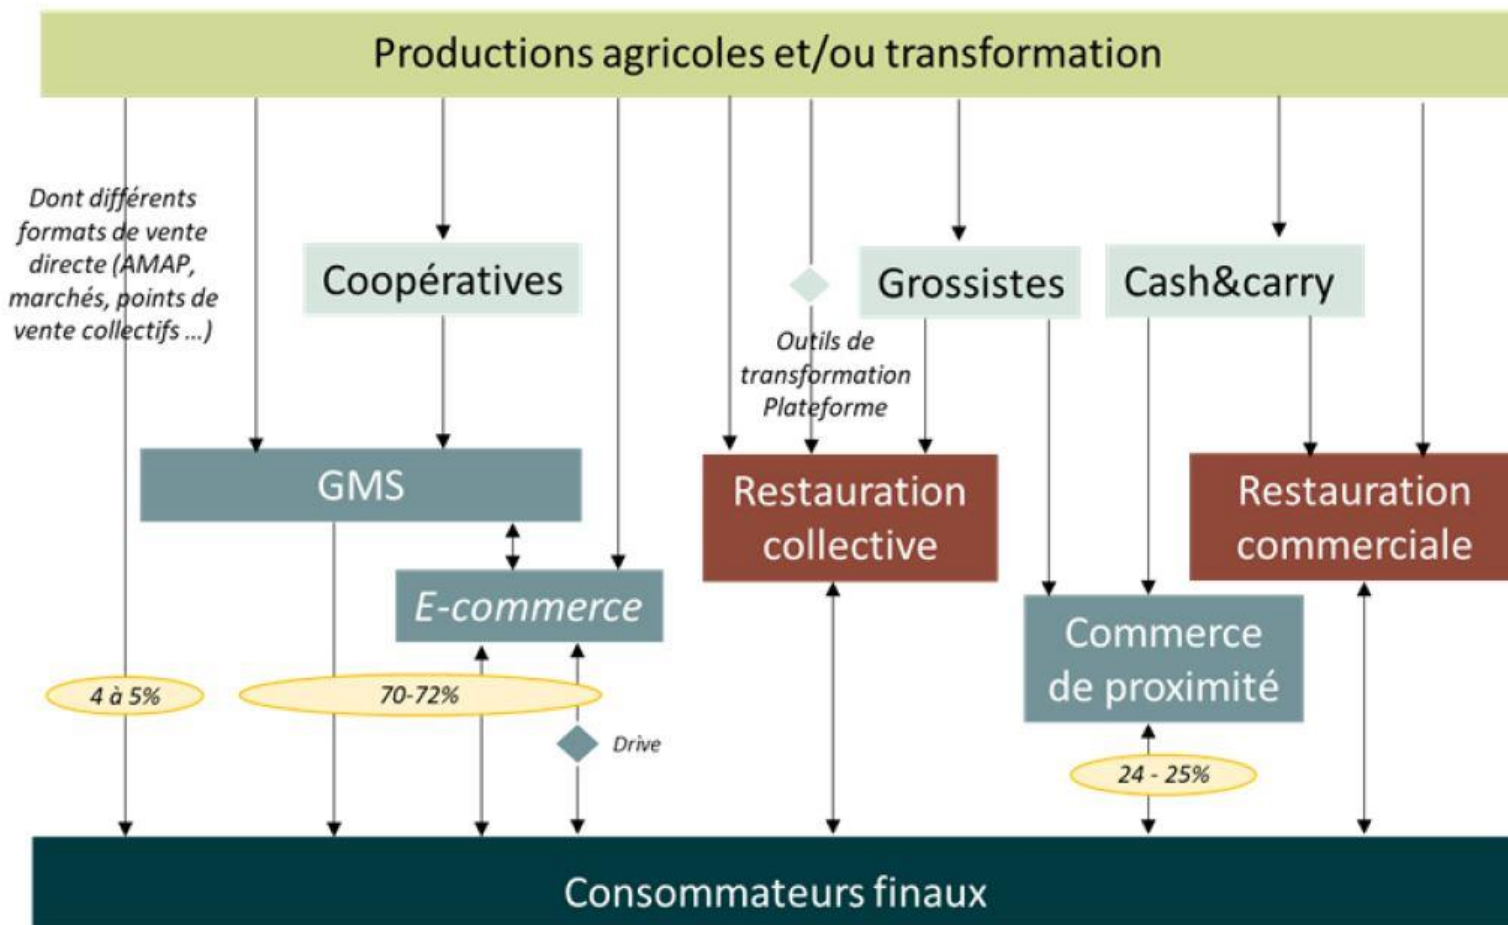 Productions agricoles et/ou transformation
Dont différents
formats de vente
directe (AMAP,
marchés, points de
vente collectifs ...)
Coopératives
Grossistes
Cash&carry
Outils de
transformation
Plateforme
GMS
Restauration
collective
Restauration
commerciale
E-commerce
Commerce
de proximité
4 à 5%
70-72%
Drive
24 - 25%
Consommateurs finaux